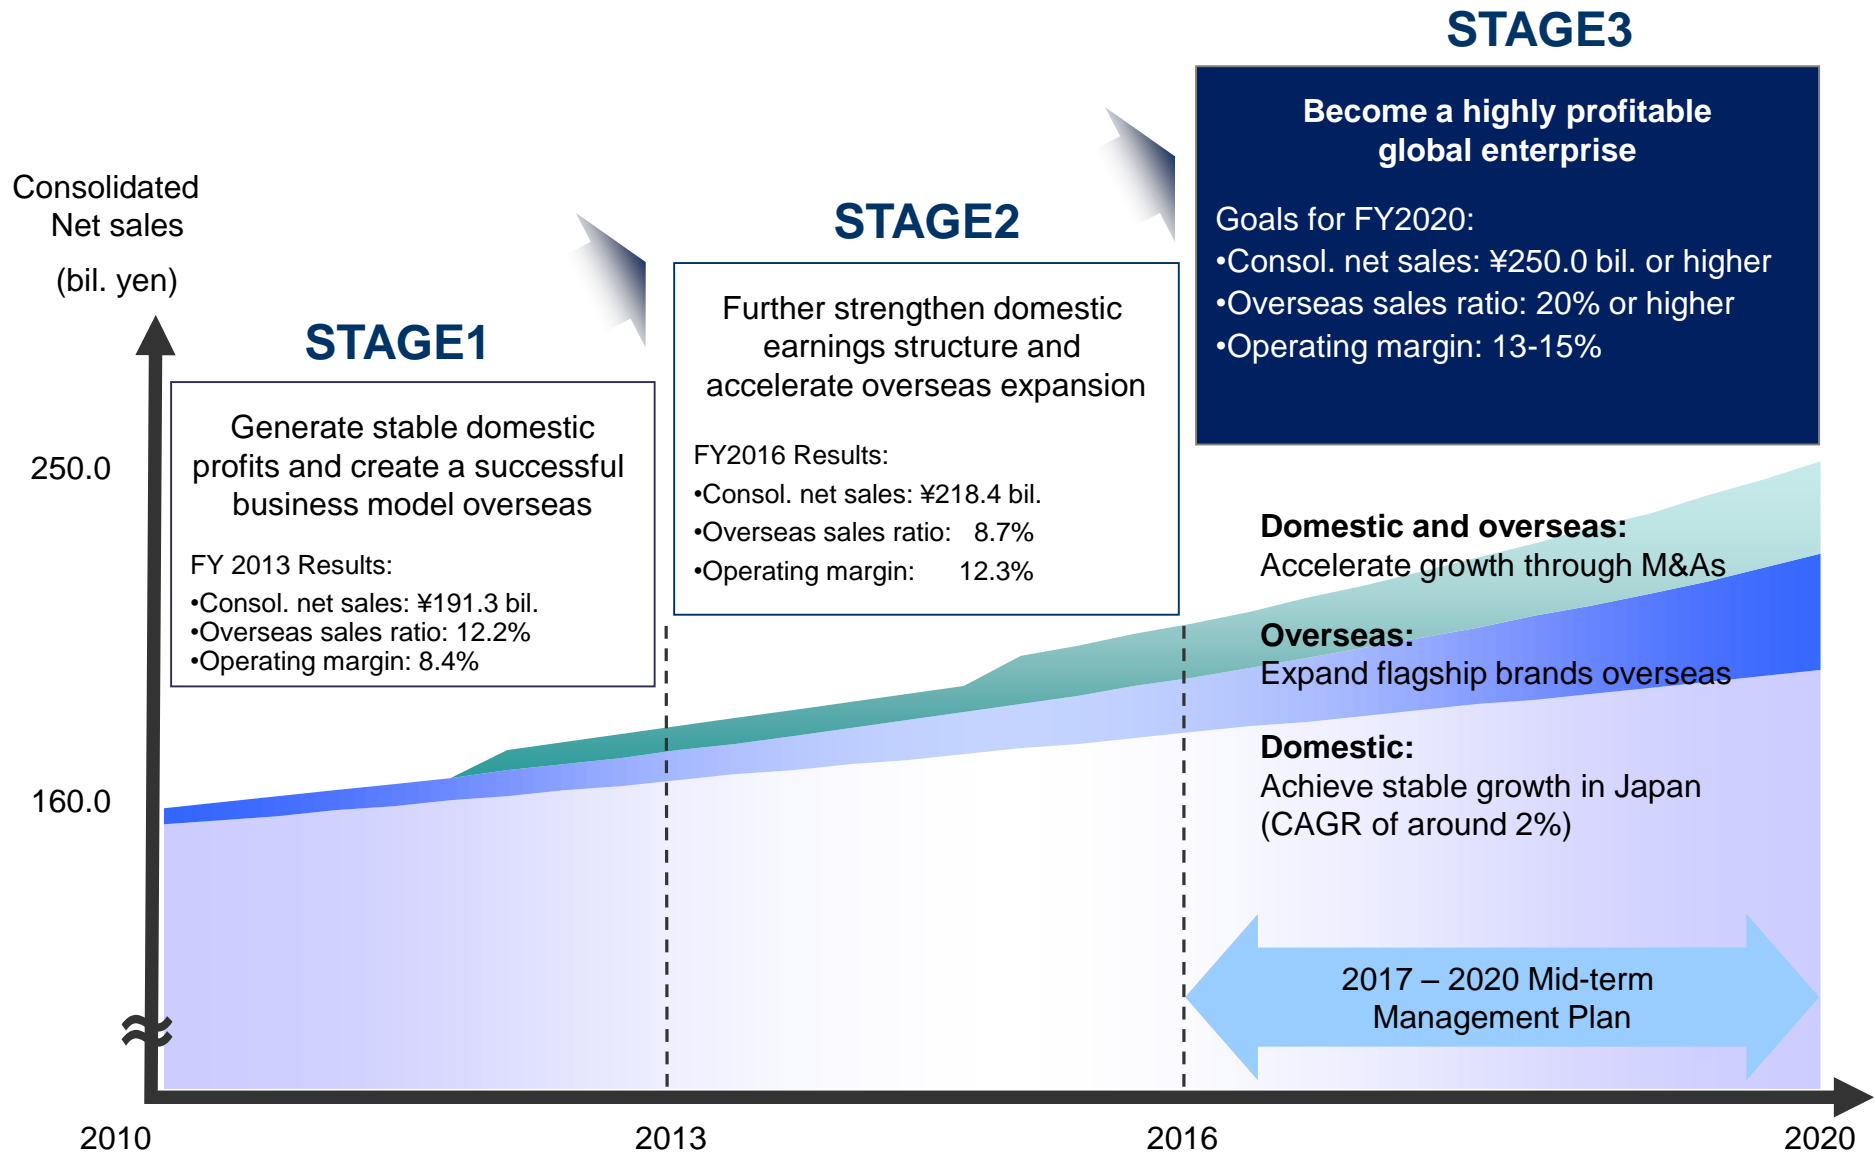 STAGE3
Become a highly profitable
global enterprise
Goals for FY2020:
•Consol. net sales: ¥250.0 bil. or higher
•Overseas sales ratio: 20% or higher
•Operating margin: 13-15%
STAGE2
Further strengthen domestic
earnings structure and
accelerate overseas expansion
FY2016 Results:
•Consol. net sales: ¥218.4 bil.
•Overseas sales ratio: 8.7%
•Operating margin: 12.3%
Consolidated
Net sales
(bil. yen)
STAGE1
Generate stable domestic
profits and create a successful
business model overseas
FY 2013 Results:
•Consol. net sales: ¥191.3 bil.
•Overseas sales ratio: 12.2%
•Operating margin: 8.4%
250.0
160.0
Domestic and overseas:
Accelerate growth through M&As
Overseas:
Expand flagship brands overseas
Domestic:
Achieve stable growth in Japan
(CAGR of around 2%)
2017 – 2020 Mid-term
Management Plan
2010
2013
2016
2020